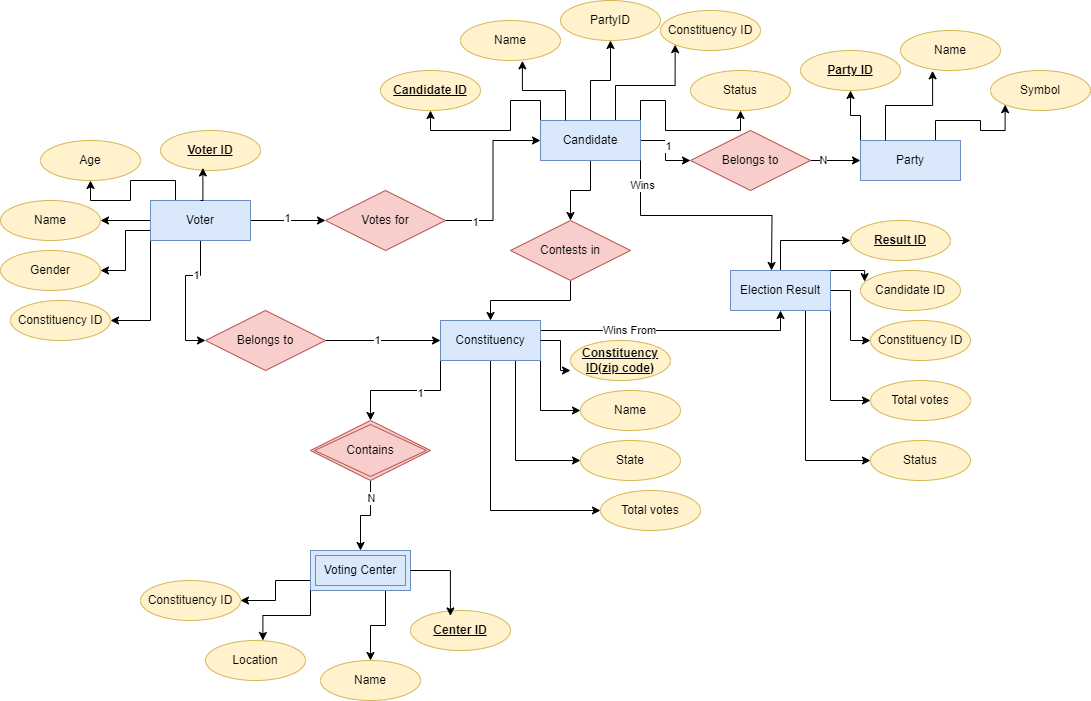 PartyID
Constituency ID
Name
Name
Party ID
Candidate ID
Status
Symbol
Candidate
Voter ID
Age
1
Belongs to
N
Party
Wins
Name
Voter
1
Votes for
1
Result ID
Contests in
Gender
1
Election Result
Candidate ID
Constituency ID
Wins From
Belongs to
1
Constituency
Constituency ID
Constituency
ID(zip code)
1
Total votes
Name
Contains
State
Status
N
Total votes
Voting Center
Constituency ID
Center ID
Location
Name